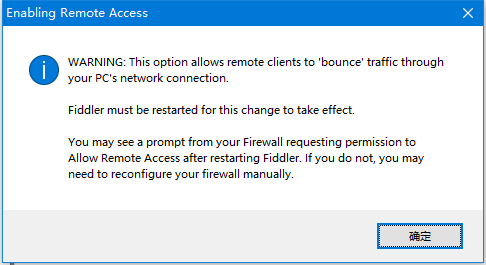 Enabling Remote Access
WARNING: This option allows remote clients to 'bounce' traffic through
your PC's network connection.
Fiddler must be restarted for this change to take effect.
You may see a prompt from your Firewall requesting permission to
Allow Remote Access after restarting Fiddler. If you do not, you may
need to reconfigure your firewall manually.
确定